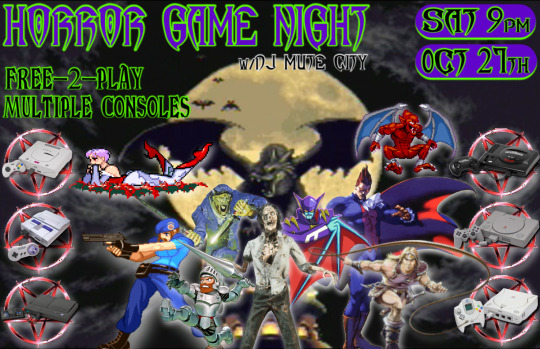 HORROR GAME NIGHT
SAT 9PM
W/DJ MUTE CITY
OCT 27TH
FREE-2-PLAY
MULTIPLE CONSOLES